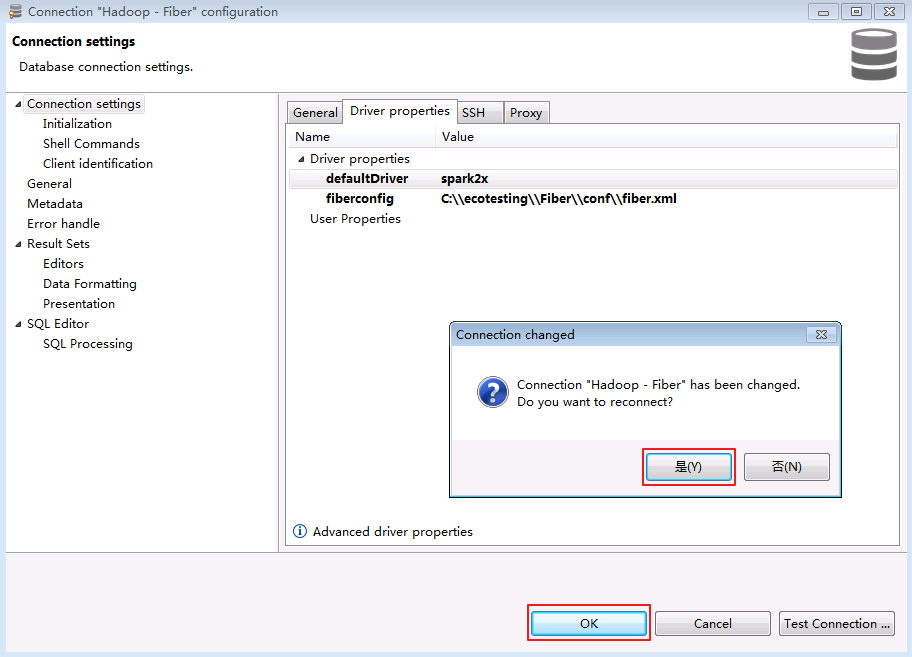 Connection "Hadoop - Fiber" configuration
Connection settings
Database connection settings.
Connection settings
Initialization
Shell Commands
Client identification
General
Metadata
Error handle
Result Sets
Editors
Data Formatting
Presentation
SQL Editor
SQL Processing
General Driver properties SSH Proxy
Name Value
Driver properties
defaultDriver spark2x
fiberconfig C:\\ecotesting\\Fiber\\conf\\fiber.xml
User Properties
Connection changed
Connection "Hadoop - Fiber" has been changed.
Do you want to reconnect?
是(Y) 否(N)
Advanced driver properties
OK Cancel Test Connection ...